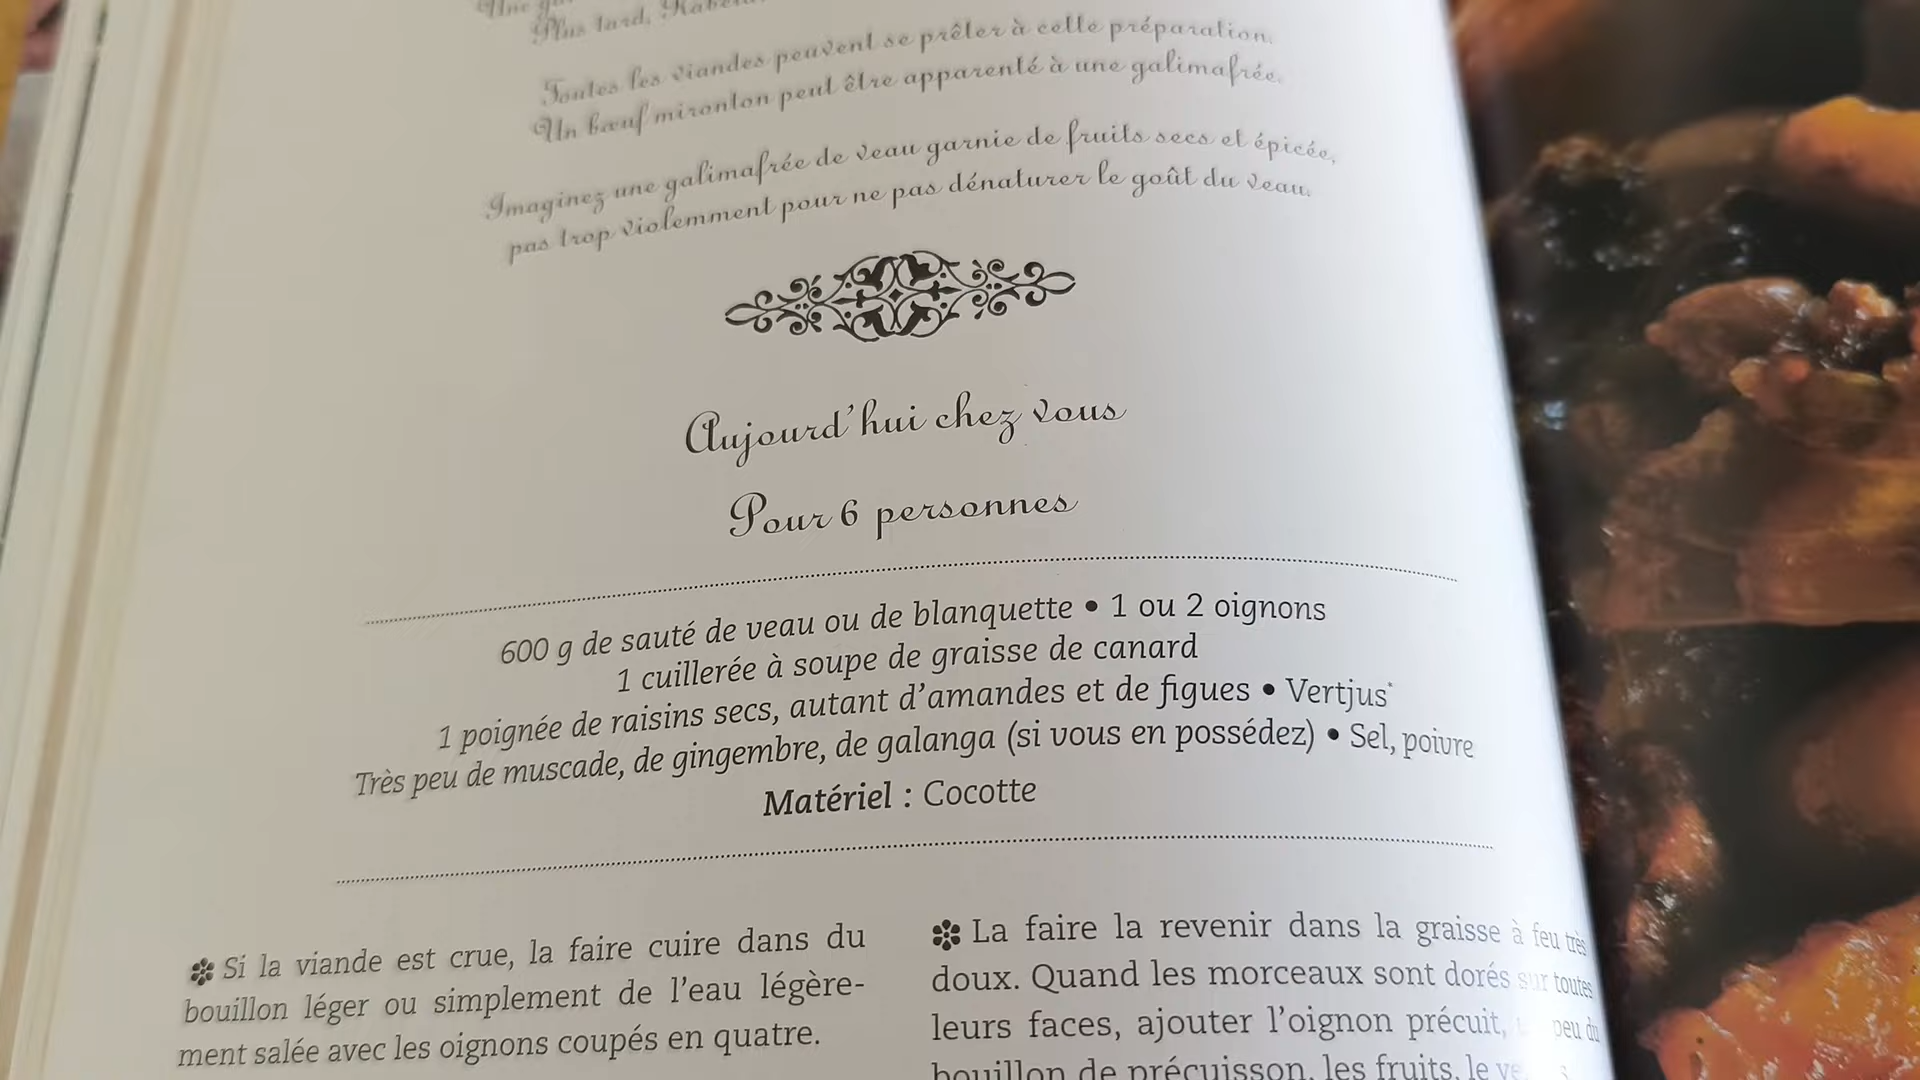 Une
Plus tard, Rabel
Toutes les viandes peuvent se prêter à cette préparation.
Un bœuf mironton peut être apparenté à une galimafrée.
Imaginez une galimafrée de veau garnie de fruits secs et épicée,
pas trop violemment pour ne pas dénaturer le goût du veau.
Aujourd'hui chez vous
Pour 6 personnes
600 g de sauté de veau ou de blanquette • 1 ou 2 oignons
1 cuillerée à soupe de graisse de canard
1 poignée de raisins secs, autant d'amandes et de figues • Vertjus*
Très peu de muscade, de gingembre, de galanga (si vous en possédez) • Sel, poivre
Matériel : Cocotte
Si la viande est crue, la faire cuire dans du
bouillon léger ou simplement de l'eau légère-
ment salée avec les oignons coupés en quatre.
La faire la revenir dans la graisse à feu très
doux. Quand les morceaux sont dorés sur toutes
leurs faces, ajouter l'oignon précuit, peu du
bouillon de précuisson, les fruits, le